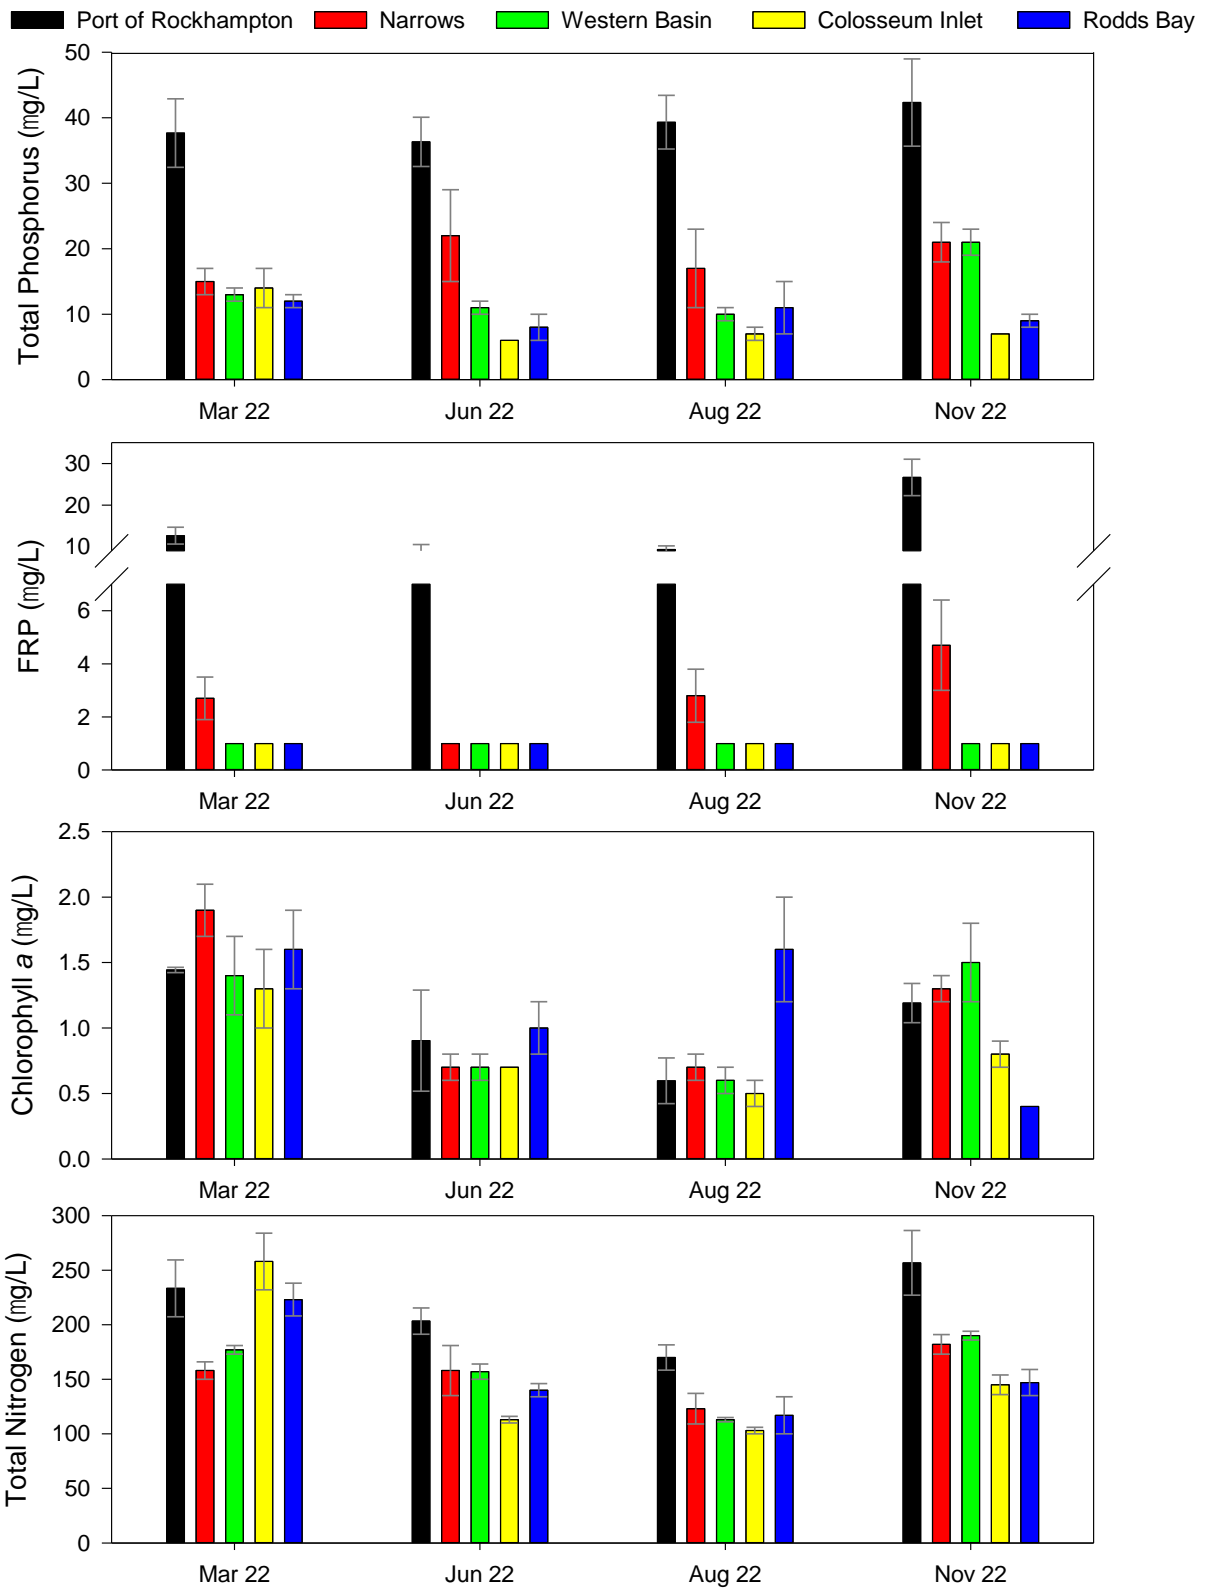 Port of Rockhampton Narrows Western Basin Colosseum Inlet Rodds Bay
Total Phosphorus (mg/L)
50
40
30
20
10
0
Mar 22 Jun 22 Aug 22 Nov 22
FRP (mg/L)
30
20
10
6
4
2
0
Mar 22 Jun 22 Aug 22 Nov 22
Chlorophyll a (mg/L)
2.5
2.0
1.5
1.0
0.5
0.0
Mar 22 Jun 22 Aug 22 Nov 22
Total Nitrogen (mg/L)
300
250
200
150
100
50
0
Mar 22 Jun 22 Aug 22 Nov 22